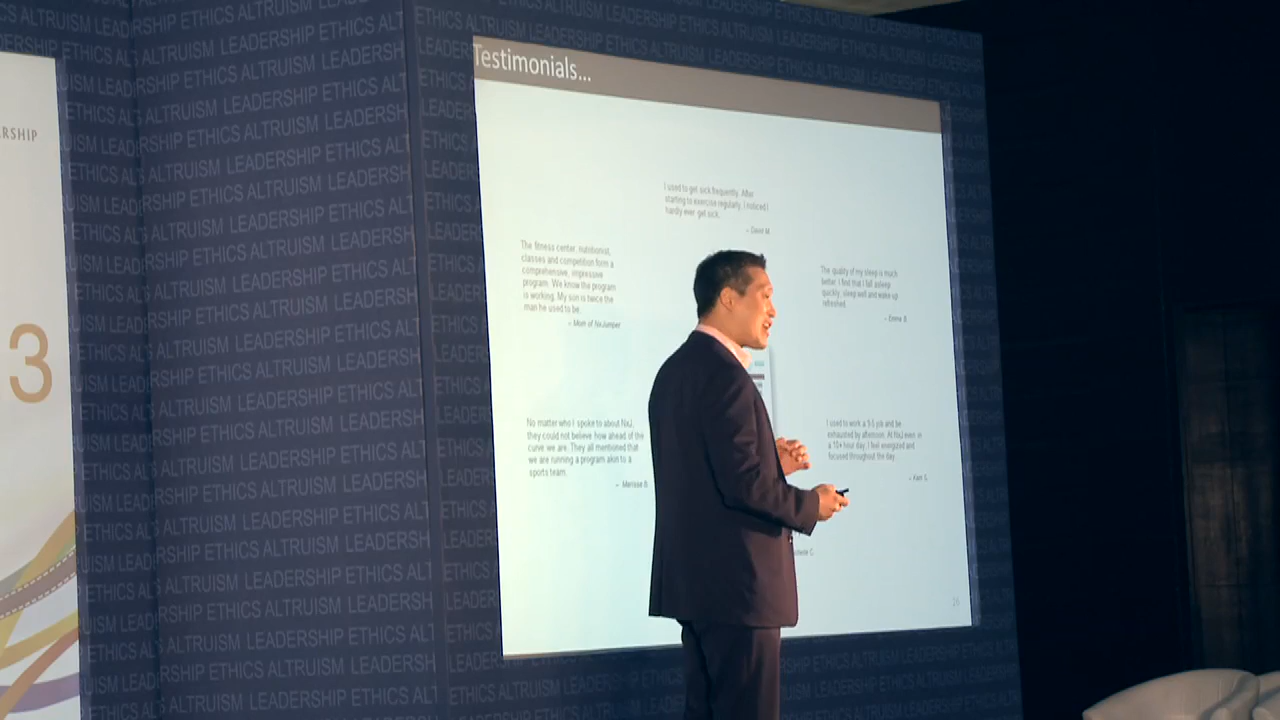 ETHICS ALTRUISM LEADERSHIP ETHICS ALTRUISM LEADERSHIP
RSHIP
3
Testimonials...
I used to get sick frequently. After
starting to exercise regularly, I noticed I
hardly ever get sick.
– David M.
The fitness center, nutritionist,
classes and competition form a
comprehensive, impressive
program. We know the program
is working. My son is twice the
man he used to be.
– Mom of NxJumper
The quality of my sleep is much
better. I find that I fall asleep
quickly, sleep well and wake up
refreshed.
– Emma B.
No matter who I spoke to about NxJ,
they could not believe how ahead of the
curve we are. They all mentioned that
we are running a program akin to a
sports team.
– Merissa B.
I used to work a 9-5 job and be
exhausted by afternoon. At NxJ even in
a 10+ hour day, I feel energized and
focused throughout the day.
26